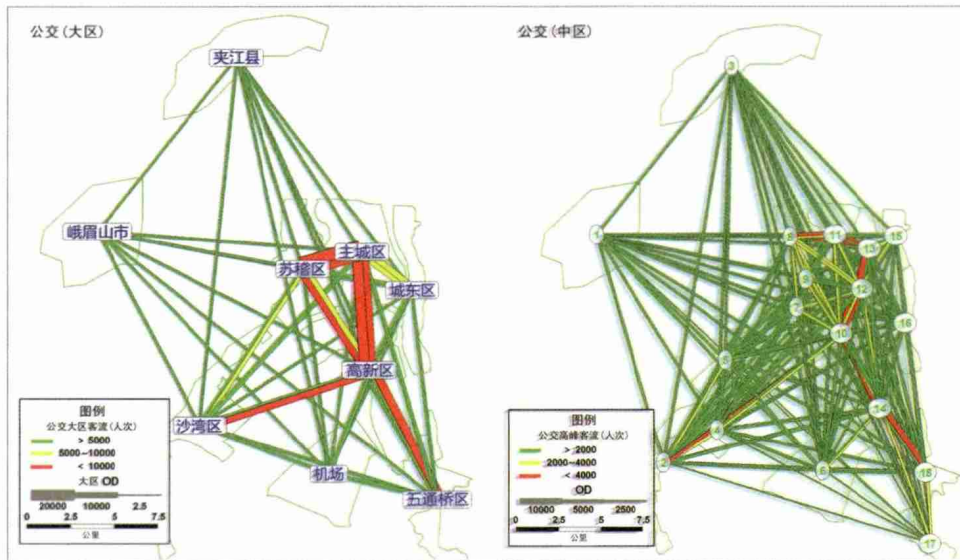 公交(大区)
夹江县
峨眉山市
主城区
苏稽区
城东区
高新区
沙湾区
机场
五通桥区
图例
公交大区客流(人次)
> 5000
5000~10000
< 10000
大区 OD
20000 10000 2.5
0 2.5 5 7.5
公里
公交(中区)
3
1
11
13
15
12
10
16
4
6
17
图例
公交高峰客流(人次)
> 2000
2000~4000
< 4000
OD
10000 5000 2500
0 2.5 5 7.5
公里